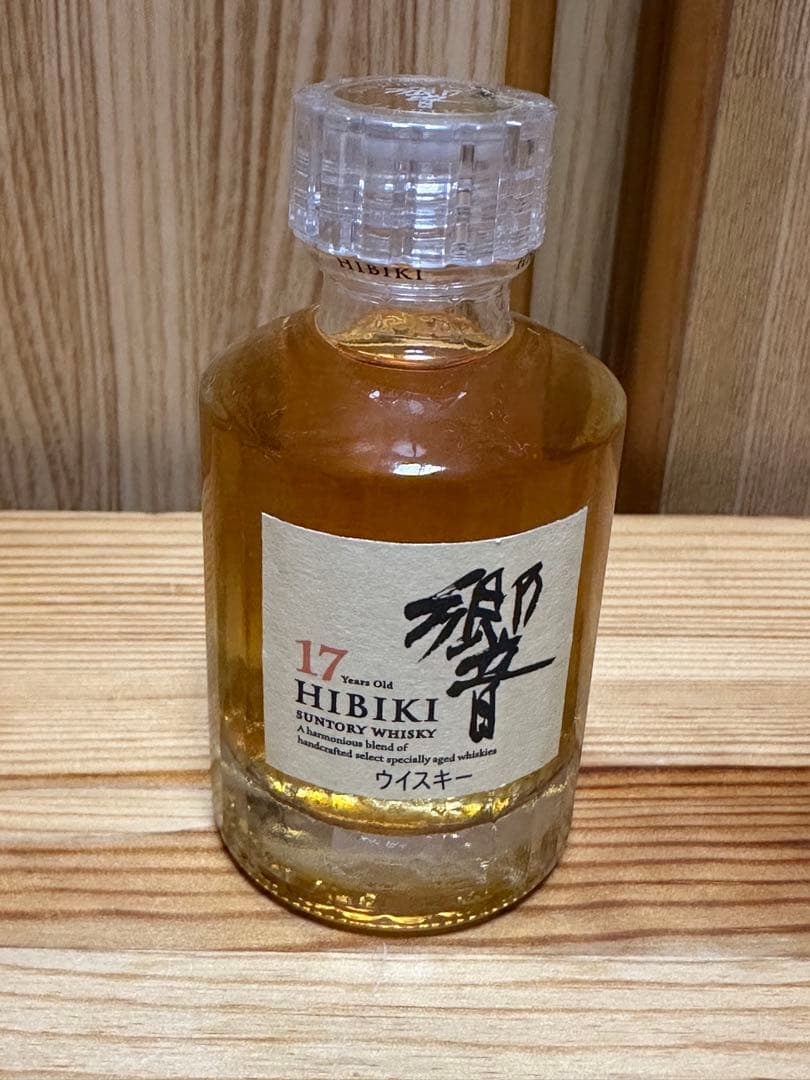 響
HIBIKI
響
17 Years Old
HIBIKI
SUNTORY WHISKY
A harmonious blend of
handcrafted select specially aged whiskies
ウイスキー